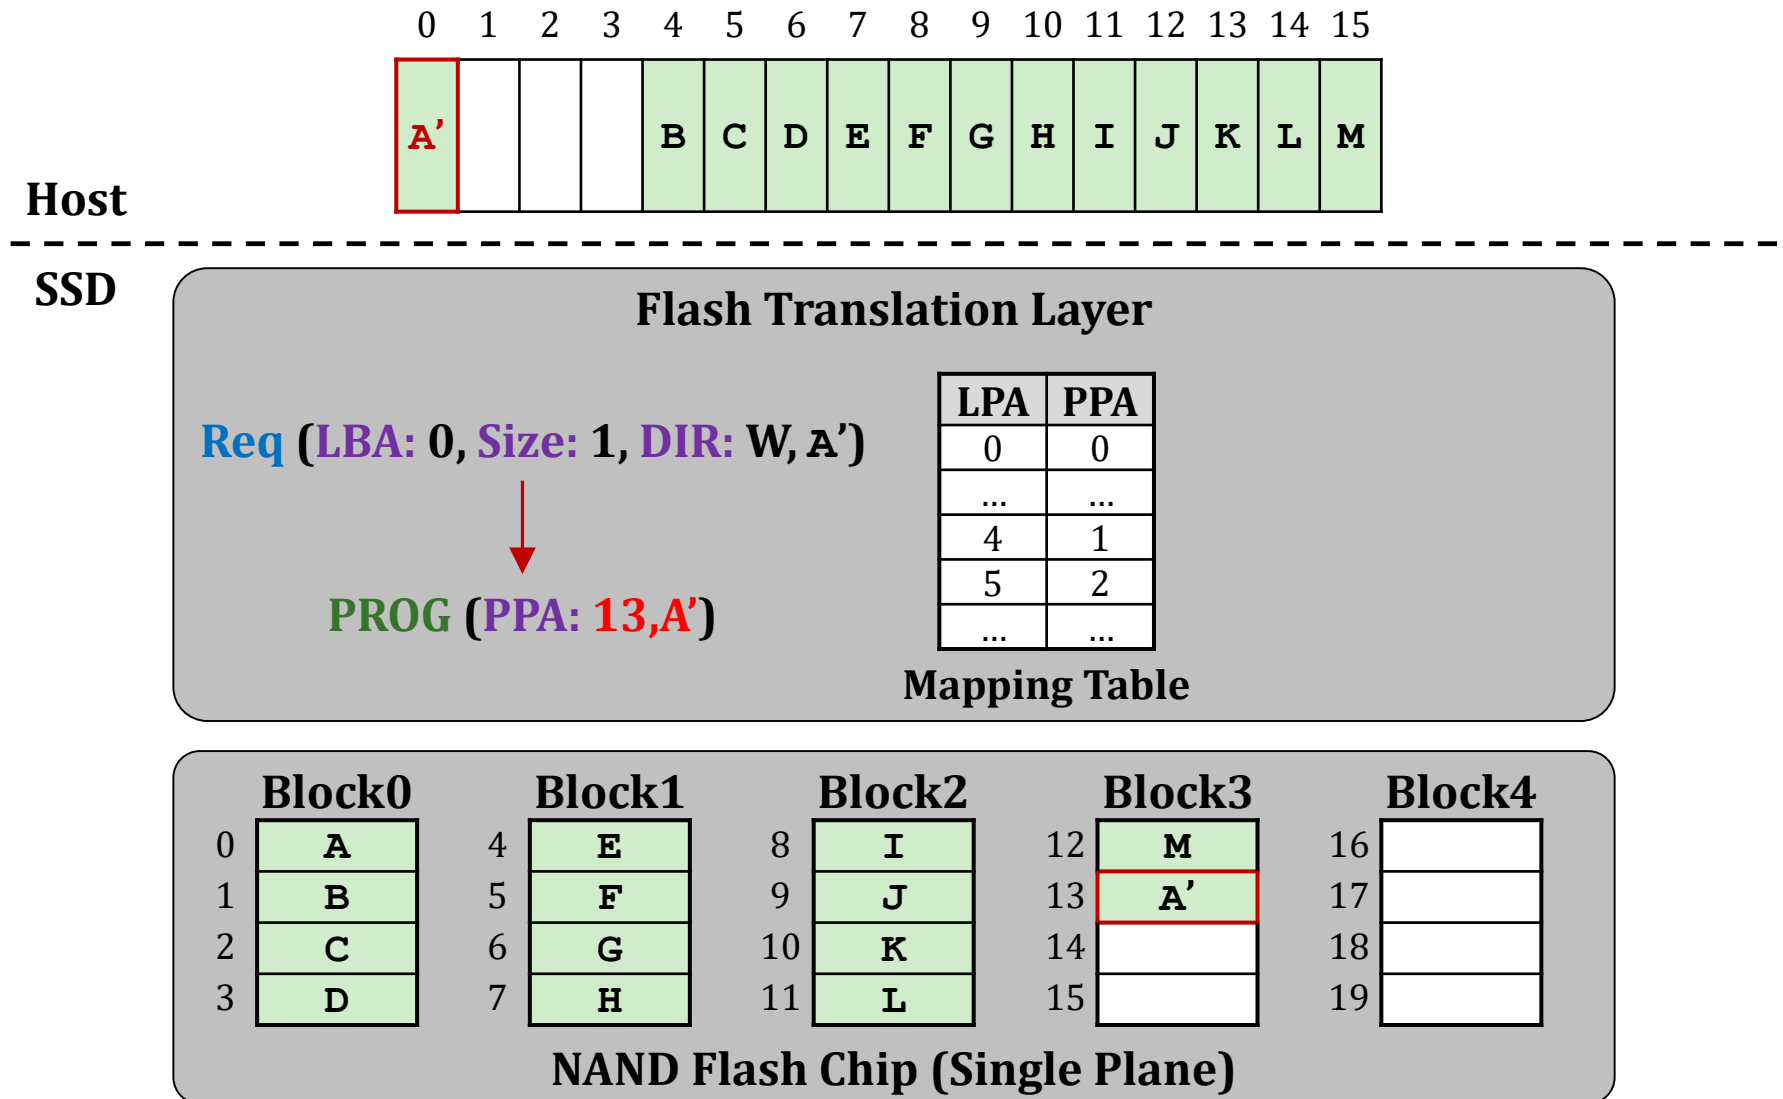 0 1 2 3 4 5 6 7 8 9 10 11 12 13 14 15
A’ B C D E F G H I J K L M
Host
SSD
Flash Translation Layer
LPA PPA
Req (LBA: 0, Size: 1, DIR: W, A’)
0 0
... ...
4 1
5 2
PROG (PPA: 13,A’)
... ...
Mapping Table
Block0 Block1 Block2 Block3 Block4
0 A 4 E 8 I 12 M 16
1 B 5 F 9 J 13 A’ 17
2 C 6 G 10 K 14 18
3 D 7 H 11 L 15 19
NAND Flash Chip (Single Plane)